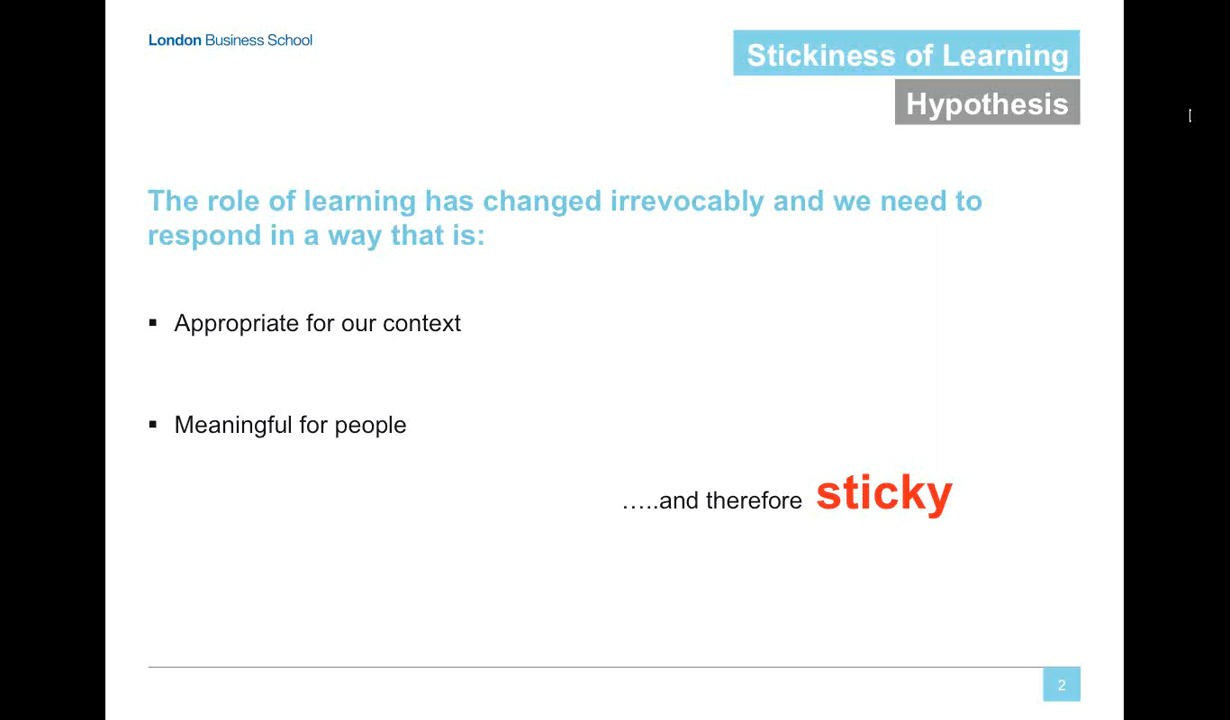 London Business School
Stickiness of Learning
Hypothesis
The role of learning has changed irrevocably and we need to
respond in a way that is:
▪ Appropriate for our context
▪ Meaningful for people
…..and therefore sticky
2